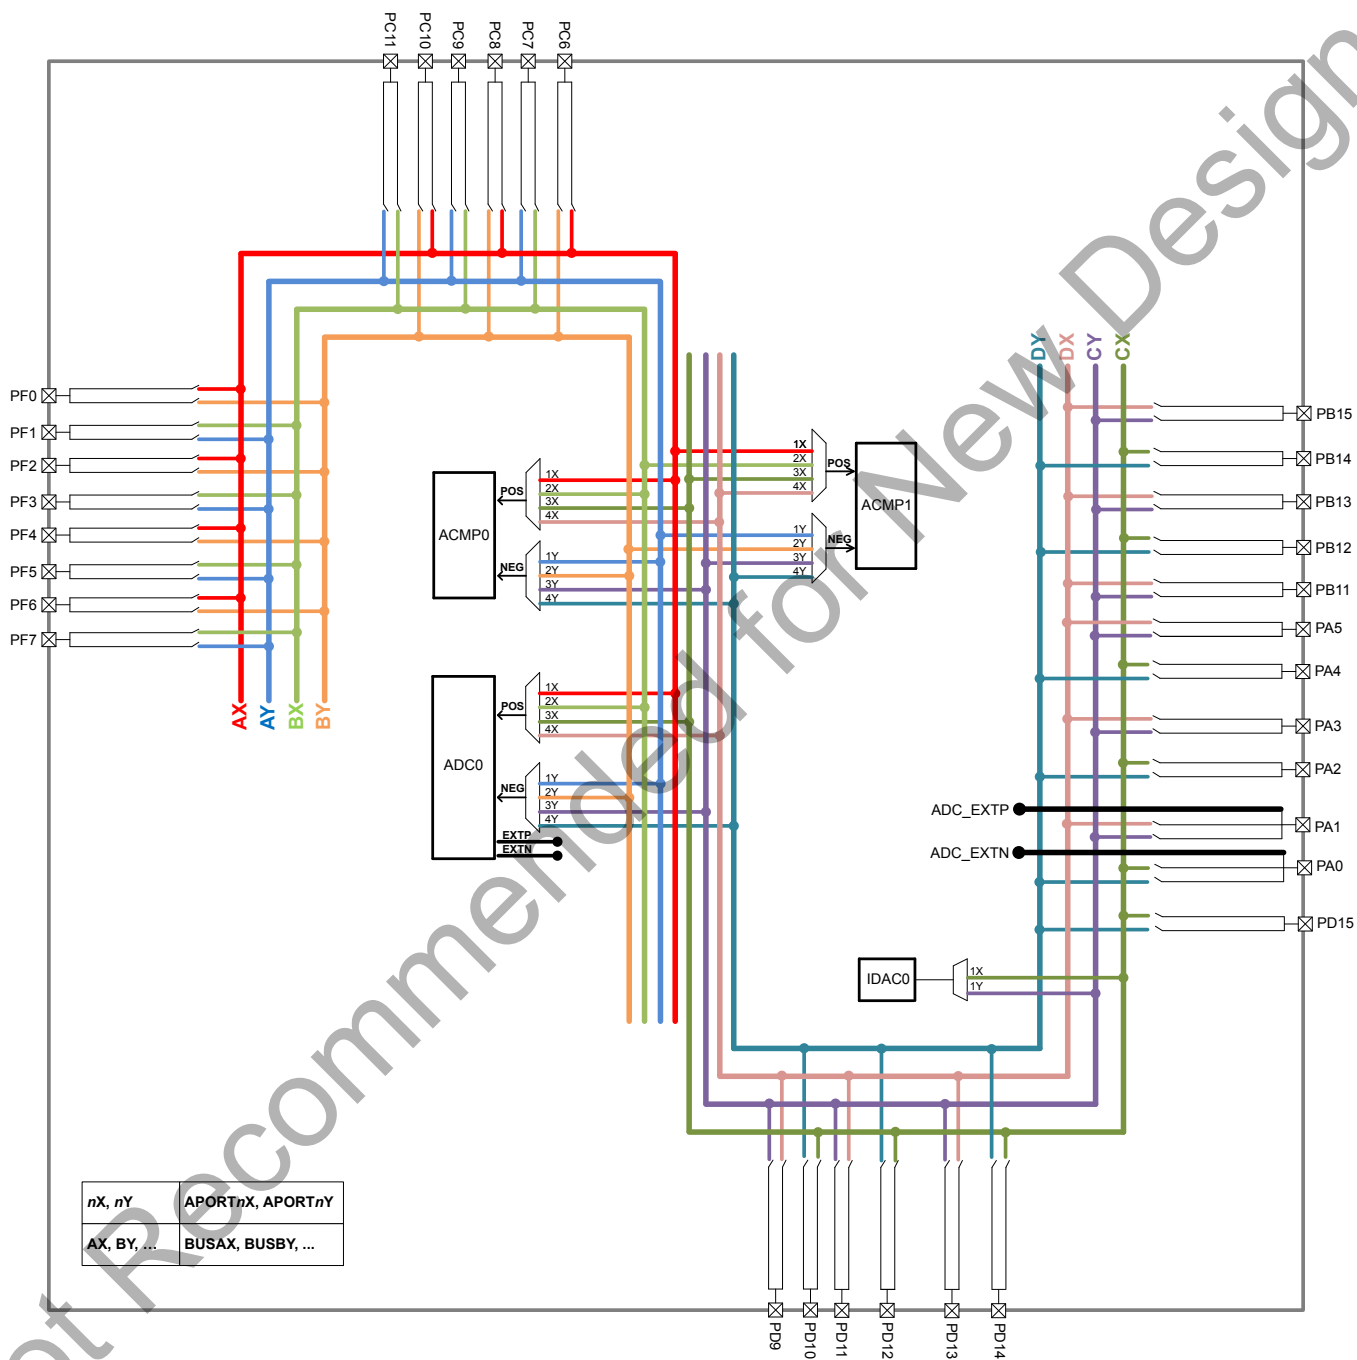 PC11 PC10 PC9 PC8 PC7 PC6
PF0
PF1
PF2
PF3
PF4
PF5
PF6
PF7
AX AY BX BY
DY DX CY CX
PB15
PB14
PB13
PB12
PB11
PA5
PA4
PA3
PA2
PA1
PA0
PD15
ACMP0
POS
1X
2X
3X
4X
NEG
1Y
2Y
3Y
4Y
1X
2X
3X
4X
POS
ACMP1
1Y
2Y
3Y
4Y
NEG
ADC0
POS
1X
2X
3X
4X
NEG
1Y
2Y
3Y
4Y
EXTP
EXTN
ADC_EXTP
ADC_EXTN
IDAC0
1X
1Y
PD9 PD10 PD11 PD12 PD13 PD14
nX, nY APORTnX, APORTnY
AX, BY, ... BUSAX, BUSBY, ...
Recommended for New Design